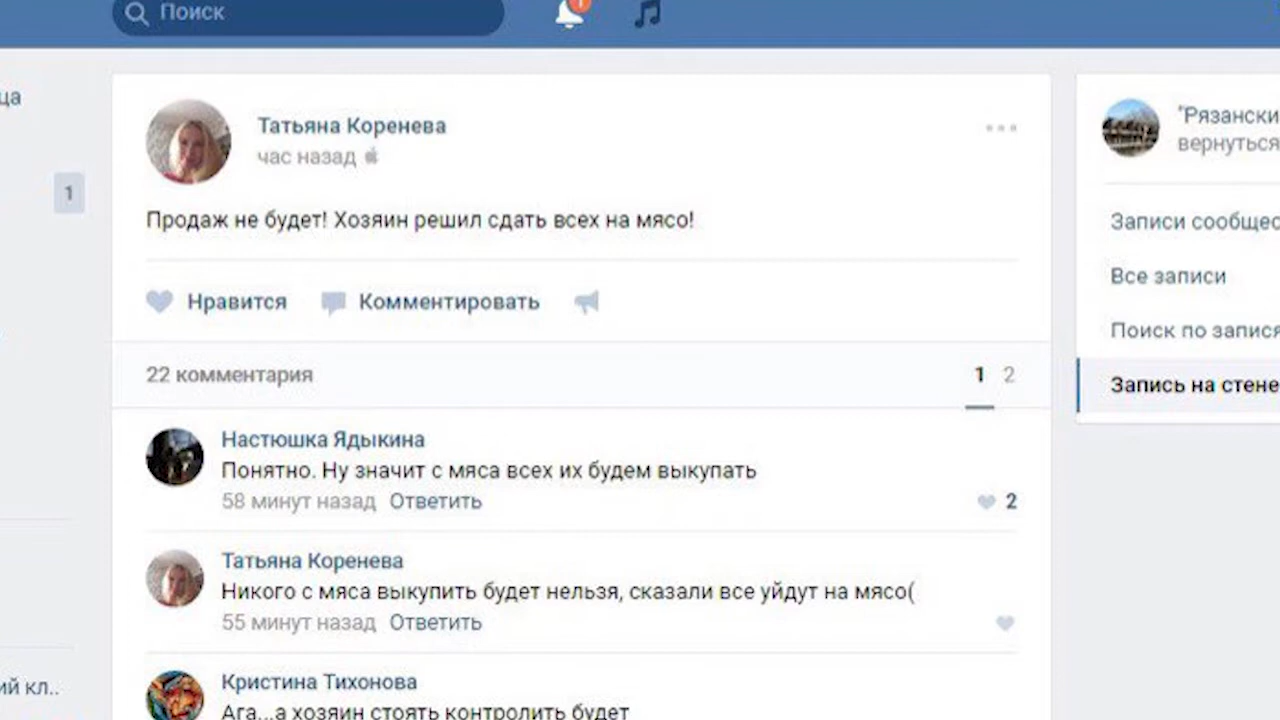 Поиск
1
ца
1
Татьяна Коренева
час назад
Продаж не будет! Хозяин решил сдать всех на мясо!
Нравится
Комментировать
22 комментария
1 2
Настюшка Ядыкина
Понятно. Ну значит с мяса всех их будем выкупать
58 минут назад Ответить
2
Татьяна Коренева
Никого с мяса выкупить будет нельзя, сказали все уйдут на мясо(
55 минут назад Ответить
Кристина Тихонова
Ага...а хозяин стоять контролить будет
ий кл..
"Рязански
вернуться
Записи сообщес
Все записи
Поиск по запися
Запись на стене